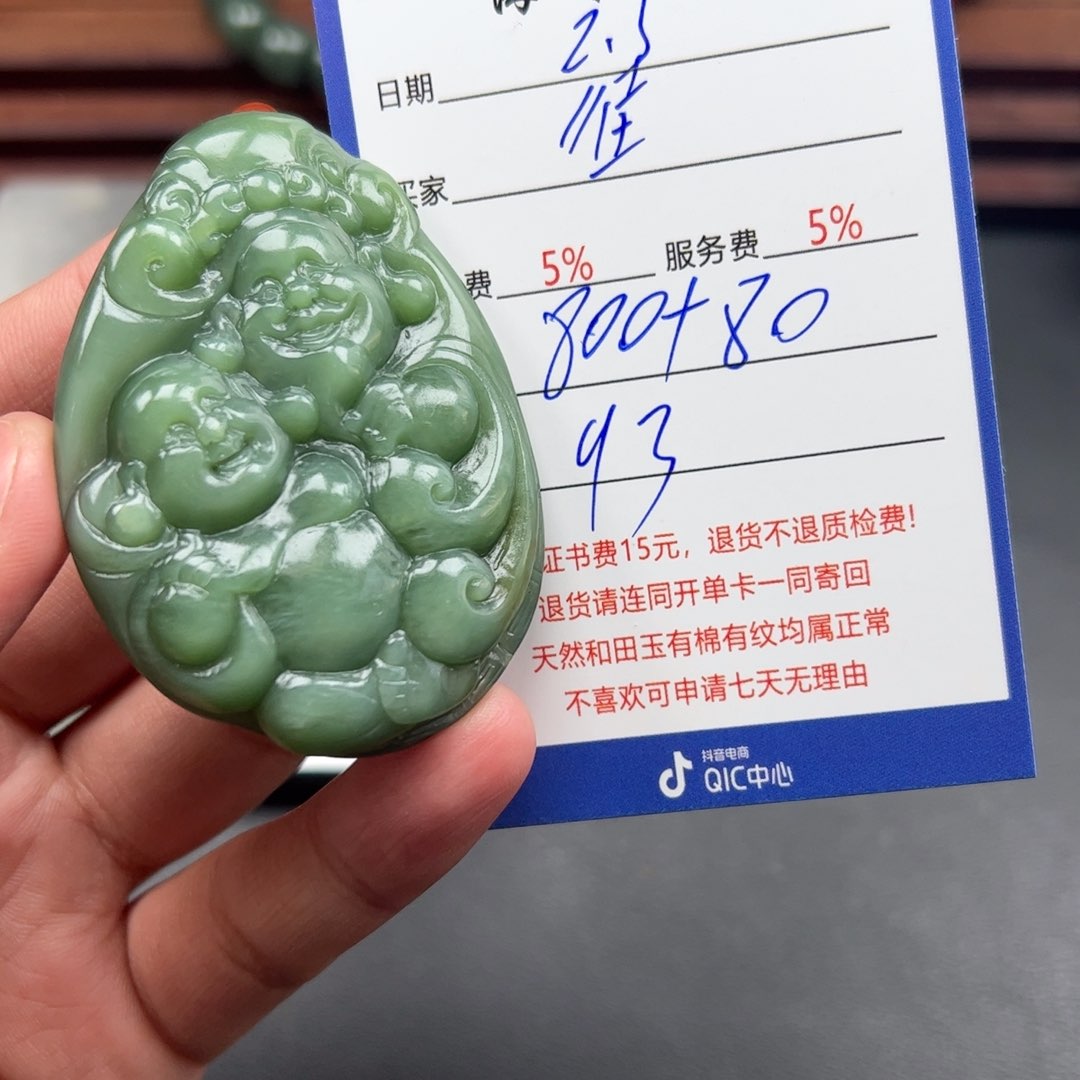 2.3
日期
买家
费 5% 服务费 5%
800+80
93
证书费15元，退货不退质检费！
退货请连同开单卡一同寄回
天然和田玉有棉有纹均属正常
不喜欢可申请七天无理由
抖音电商
QIC中心